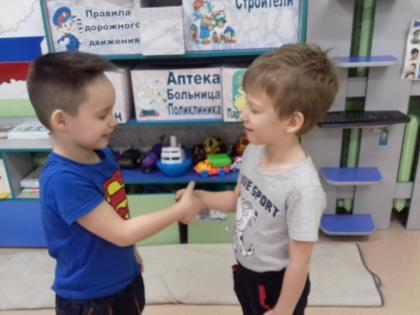 Правила
дорожного
движения
Строители
Аптека
Больница
Поликлиника
SPORT